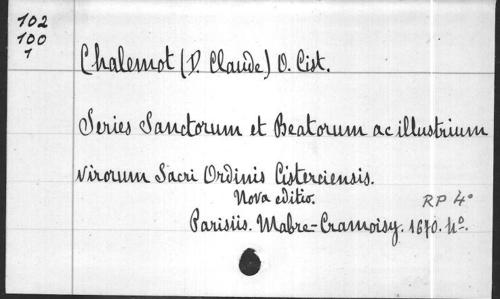 102
100
1
Chalemot (D. Claude) O. Cist.
Series Sanctorum et Beatorum ac illustrium
virorum Sacri Ordinis Cisterciensis.
Nova editio.
RP 4°
Parisiis. Mabre-Cramoisy. 1670. 4°.